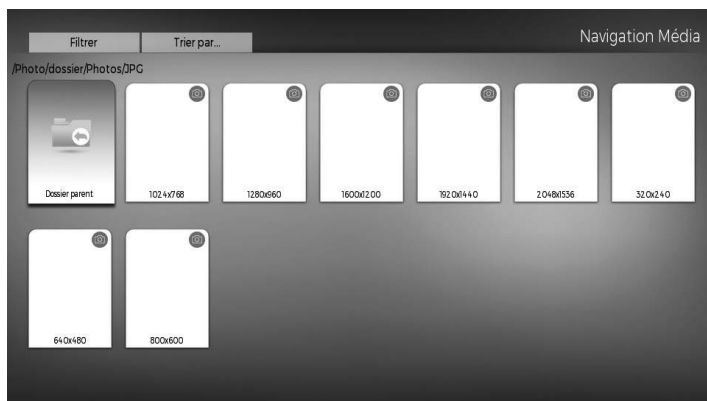 Filtrer
Trier par...
Navigation Média
/Photo/dossier/Photos/JPG
Dossier parent
1024x768
1280x960
1600x1200
1920x1440
2048x1536
320x240
640x480
800x600